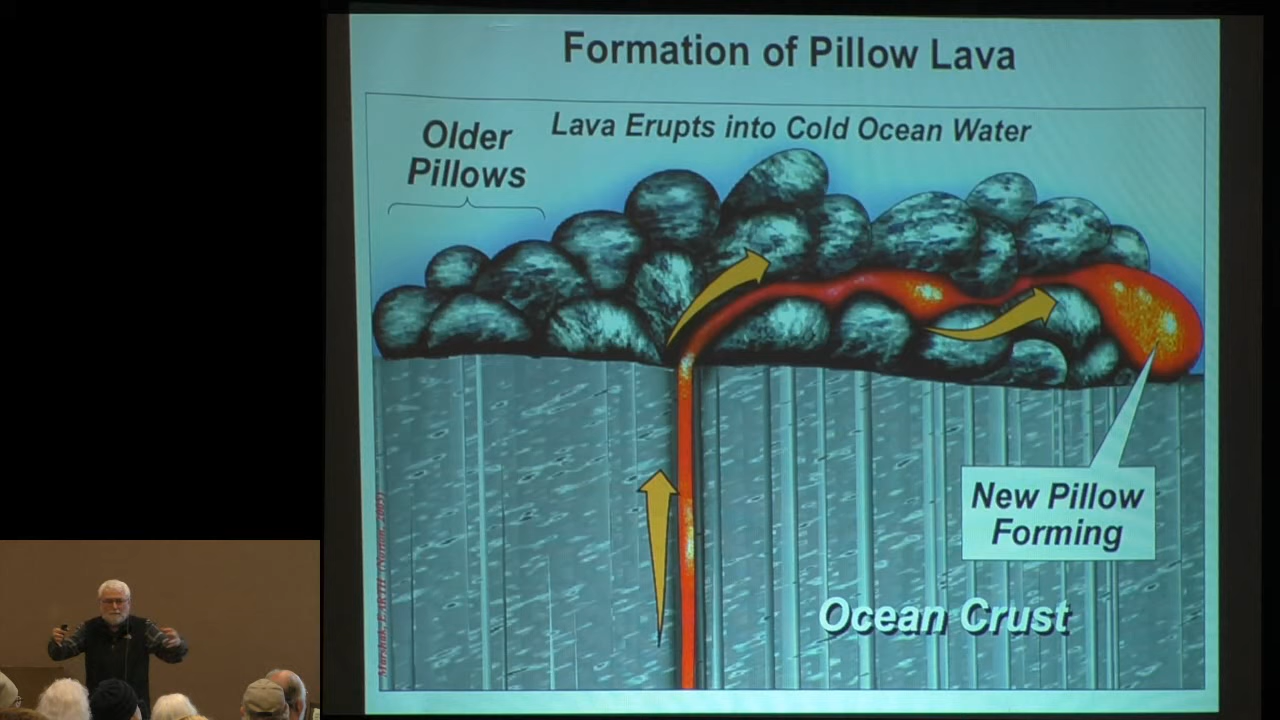 Formation of Pillow Lava
Lava Erupts into Cold Ocean Water
Older
Pillows
New Pillow
Forming
Ocean Crust